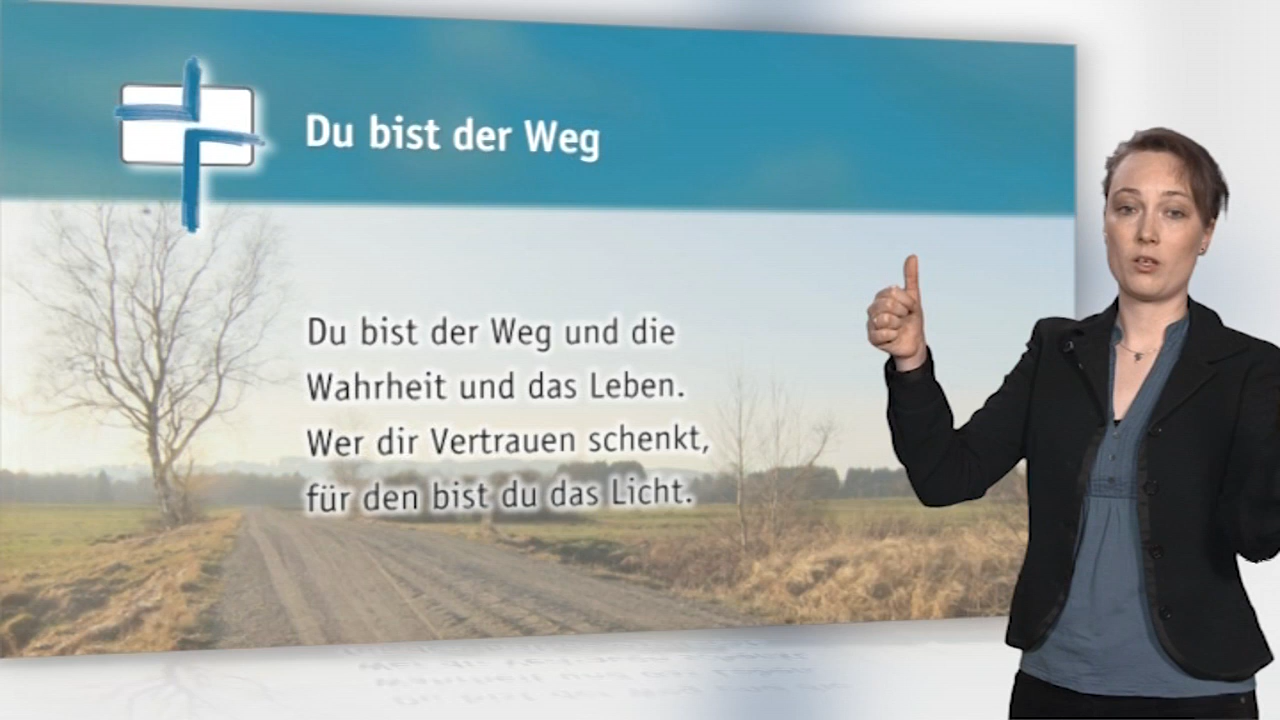 Du bist der Weg
Du bist der Weg und die
Wahrheit und das Leben.
Wer dir Vertrauen schenkt,
für den bist du das Licht.